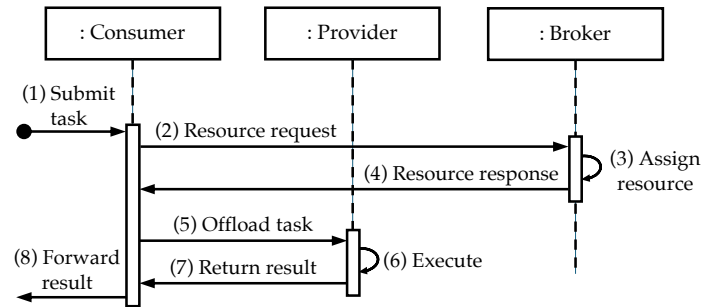 : Consumer
: Provider
: Broker
(1) Submit
task
(2) Resource request
(3) Assign
resource
(4) Resource response
(5) Offload task
(6) Execute
(7) Return result
(8) Forward
result